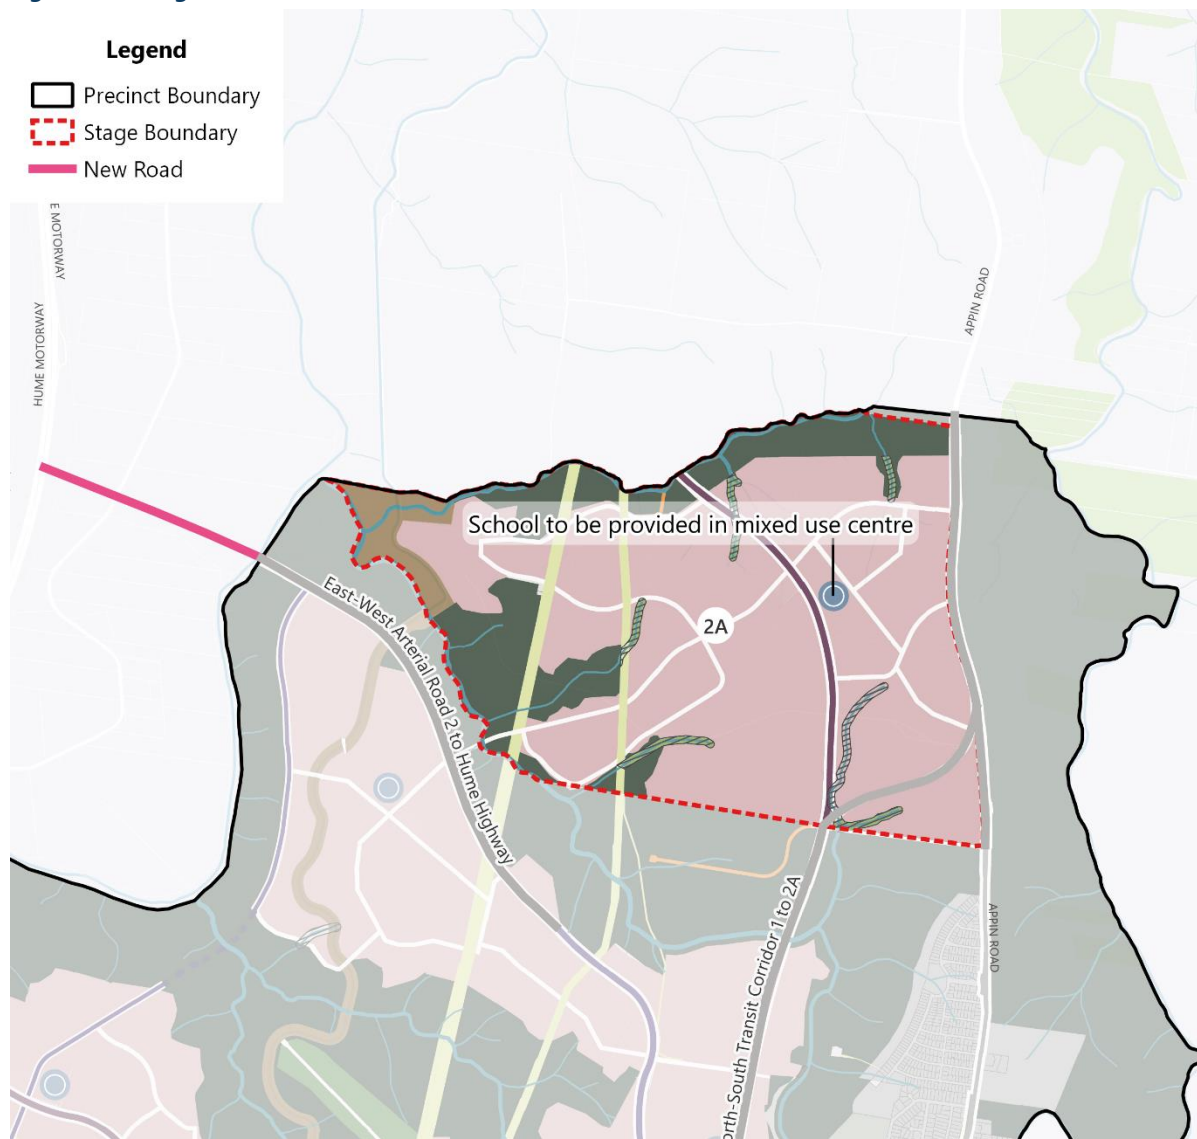 Legend
Precinct Boundary
Stage Boundary
New Road
E MOTORWAY
HUME MOTORWAY
APPIN ROAD
School to be provided in mixed use centre
2A
East-West Arterial Road 2 to Hume Highway
orth-South Transit Corridor 1 to 2A
APPIN ROAD